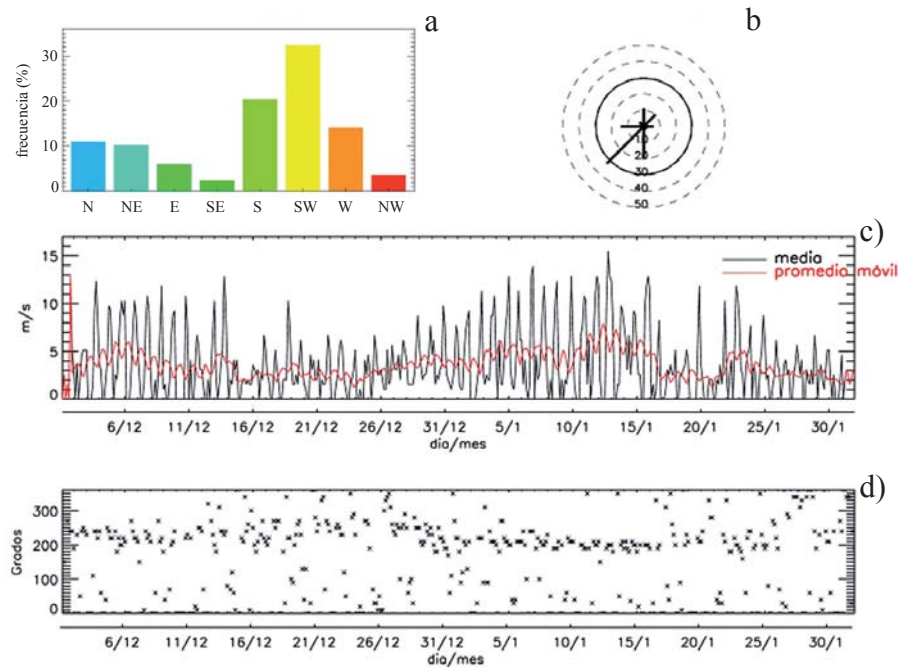 a
frecuencia (%)
30
20
10
0
N NE E SE S SW W NW
b
10
20
30
40
50
c)
m/s
15
10
5
0
media
promedio móvil
6/12 11/12 16/12 21/12 26/12 31/12 5/1 10/1 15/1 20/1 25/1 30/1
dia/mes
d)
Grados
300
200
100
0
6/12 11/12 16/12 21/12 26/12 31/12 5/1 10/1 15/1 20/1 25/1 30/1
dia/mes